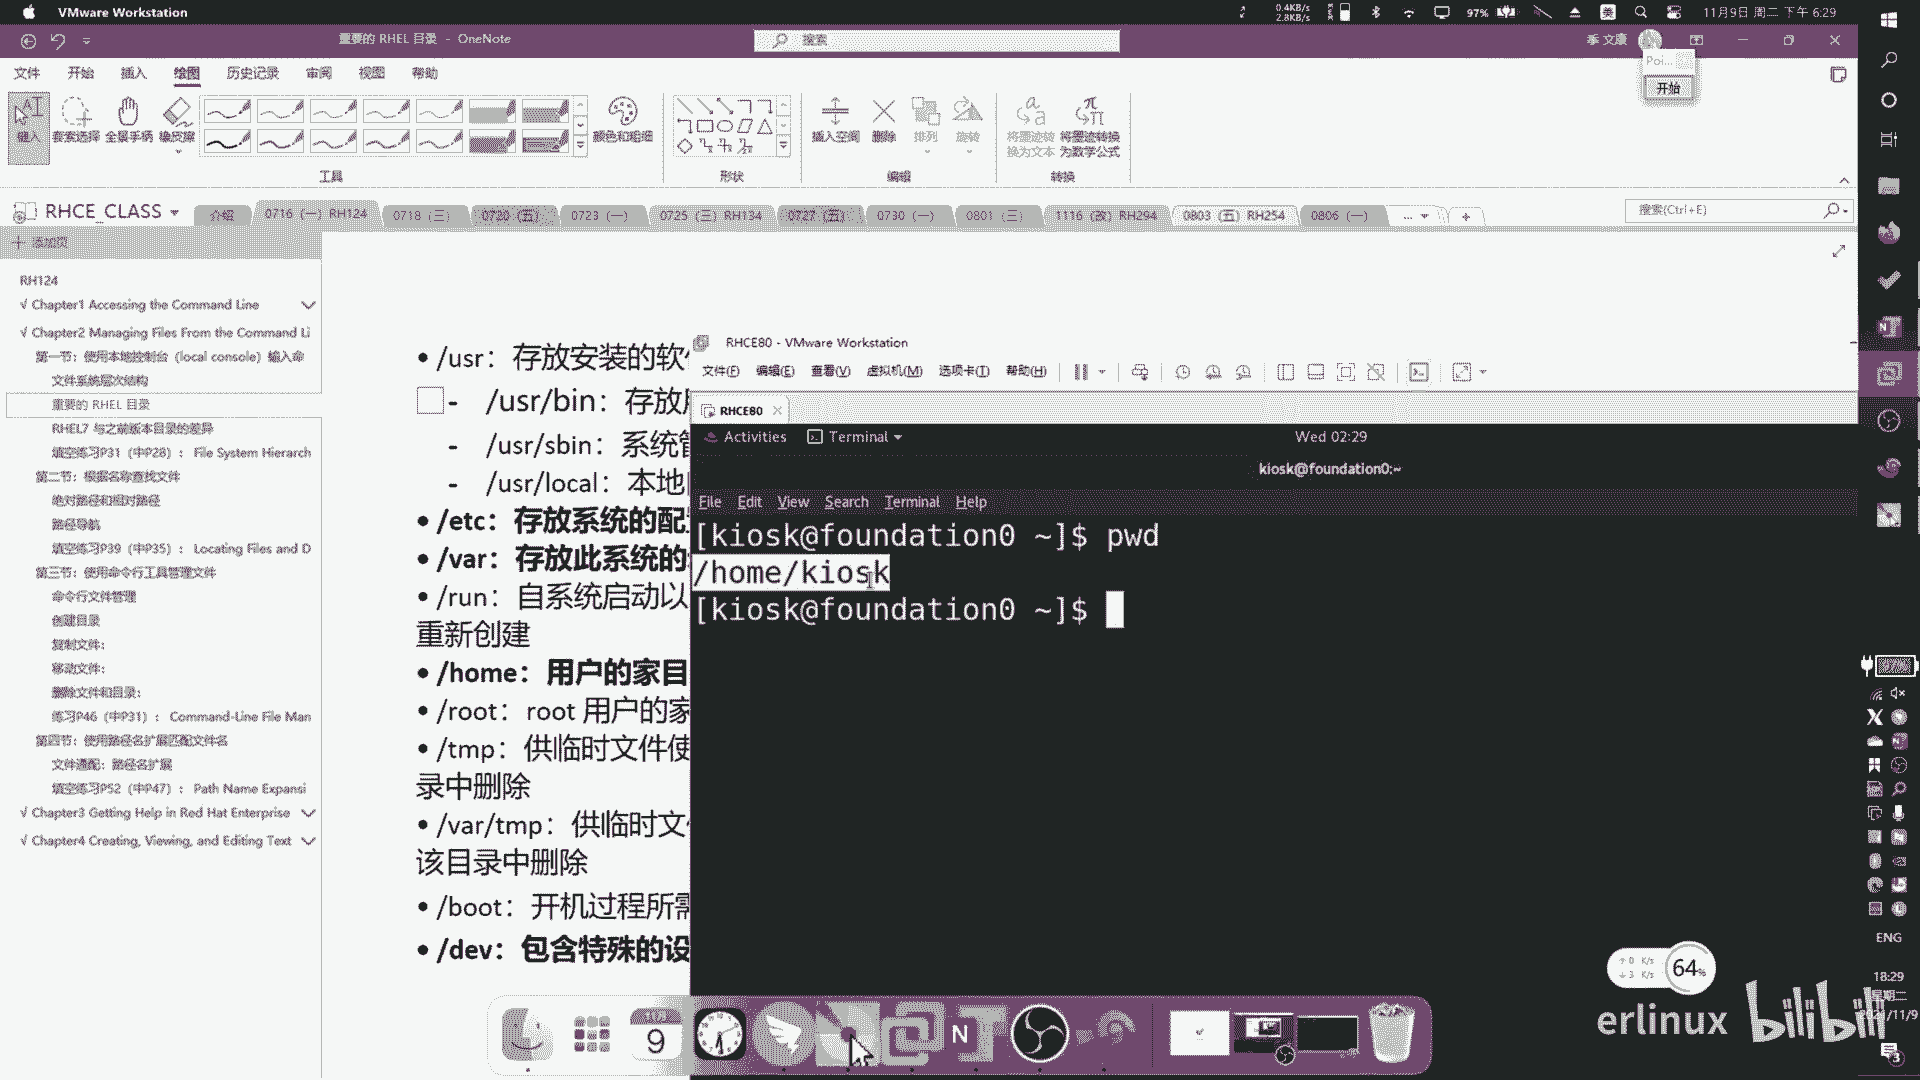 VMware Workstation
0.4KB/s
2.8KB/s
97%
美
11月9日 周二 下午 6:29
重要的 RHEL 目录 - OneNote
搜索
季 文康
Poi...
开始
文件 开始 插入 绘图 历史记录 审阅 视图 帮助
输入 套索选择 全景手柄 橡皮擦
颜色和粗细
插入空间 删除 排列 旋转
将墨迹转换为文本
将墨迹转换为数学公式
工具 形状 编辑 转换
RHCE_CLASS
介绍 0716（一）RH124 0718（三） 0720（五） 0723（一） 0725（三）RH134 0727（五） 0730（一） 0801（三） 1116（改）RH294 0803（五）RH254 0806（一） ...
搜索(Ctrl+E)
添加页
RH124
√ Chapter1 Accessing the Command Line
√ Chapter2 Managing Files From the Command Li
第一节：使用本地控制台（local console）输入命
文件系统层次结构
重要的 RHEL 目录
RHEL7 与之前版本目录的差异
填空练习P31（中P28）： File System Hierarch
第二节：根据名称查找文件
绝对路径和相对路径
路径导航
填空练习P39（中P35）： Locating Files and D
第三节：使用命令行工具管理文件
命令行文件管理
创建目录
复制文件：
移动文件：
删除文件和目录：
练习P46（中P31）： Command-Line File Man
第四节：使用路径名扩展匹配文件名
文件通配：路径名扩展
填空练习P52（中P47）： Path Name Expansi
√ Chapter3 Getting Help in Red Hat Enterprise
√ Chapter4 Creating, Viewing, and Editing Text
• /usr：存放安装的软
- /usr/bin：存放
- /usr/sbin：系统管
- /usr/local：本地
• /etc：存放系统的配
• /var：存放此系统的
• /run：自系统启动以
重新创建
• /home：用户的家目
• /root：root 用户的家
• /tmp：供临时文件使
录中删除
• /var/tmp：供临时文
该目录中删除
• /boot：开机过程所需
• /dev：包含特殊的设
RHCE80 - VMware Workstation
文件(F) 编辑(E) 查看(V) 虚拟机(M) 选项卡(T) 帮助(H)
RHCE80
Activities Terminal Wed 02:29
kiosk@foundation0:~
File Edit View Search Terminal Help
[kiosk@foundation0 ~]$ pwd
/home/kiosk
[kiosk@foundation0 ~]$
9
ENG
18:29
星期二
2021/11/9
3
↑ 0 K/s
↓ 3 K/s
64%
erlinux
bilibili